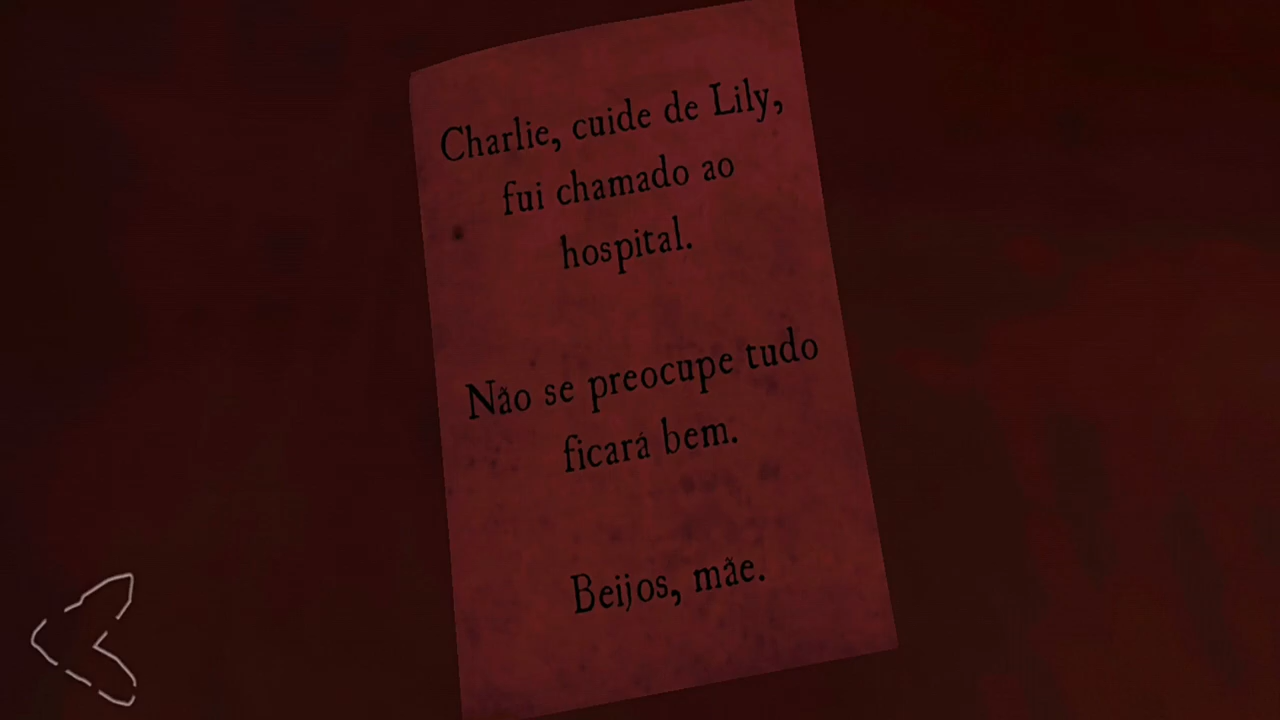 Charlie, cuide de Lily,
fui chamado ao
hospital.
Não se preocupe tudo
ficará bem.
Beijos, mãe.